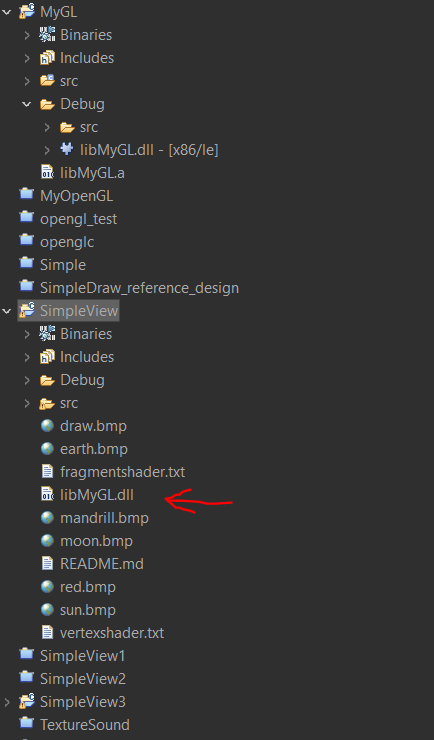 MyGL
Binaries
Includes
src
Debug
src
libMyGL.dll - [x86/le]
libMyGL.a
MyOpenGL
opengl_test
openglc
Simple
SimpleDraw_reference_design
SimpleView
Binaries
Includes
Debug
src
draw.bmp
earth.bmp
fragmentshader.txt
libMyGL.dll
mandrill.bmp
moon.bmp
README.md
red.bmp
sun.bmp
vertexshader.txt
SimpleView1
SimpleView2
SimpleView3
TextureSound